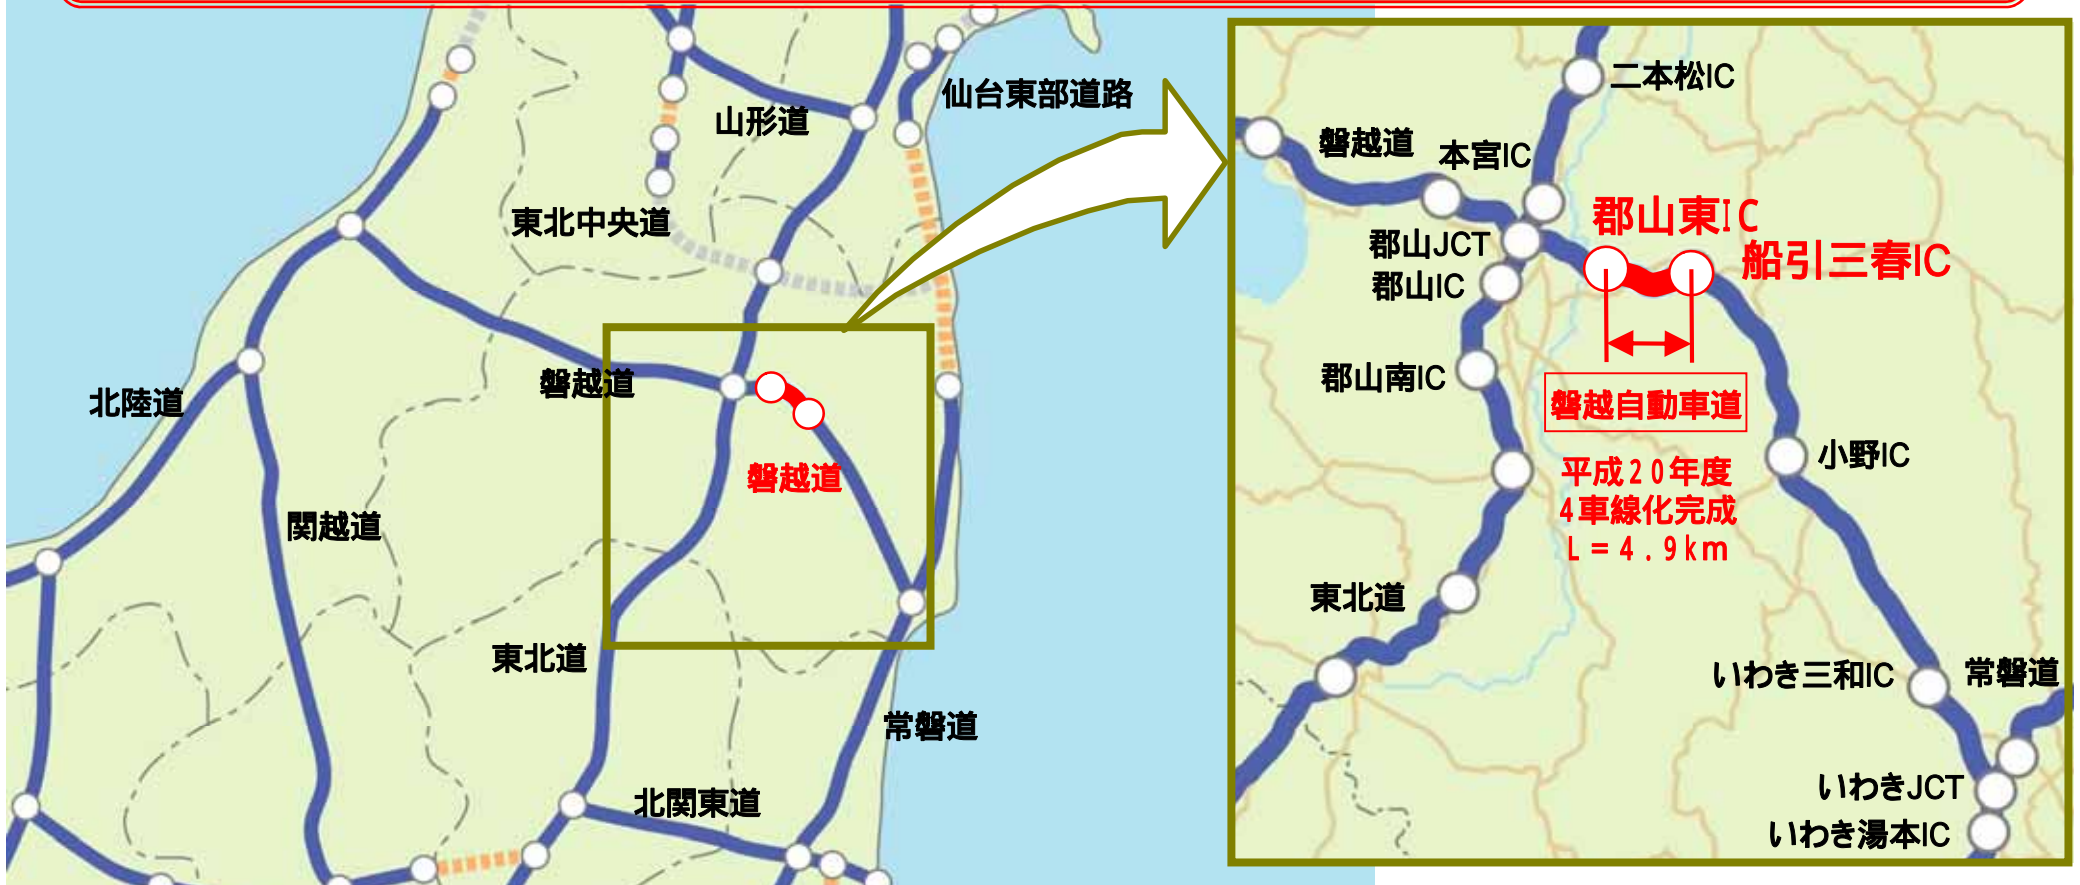 仙台東部道路
山形道
東北中央道
磐越道
北陸道
磐越道
関越道
東北道
常磐道
北関東道
二本松IC
磐越道
本宮IC
郡山東IC
郡山JCT
船引三春IC
郡山IC
郡山南IC
磐越自動車道
小野IC
平成20年度
4車線化完成
L=4.9km
東北道
いわき三和IC
常磐道
いわきJCT
いわき湯本IC